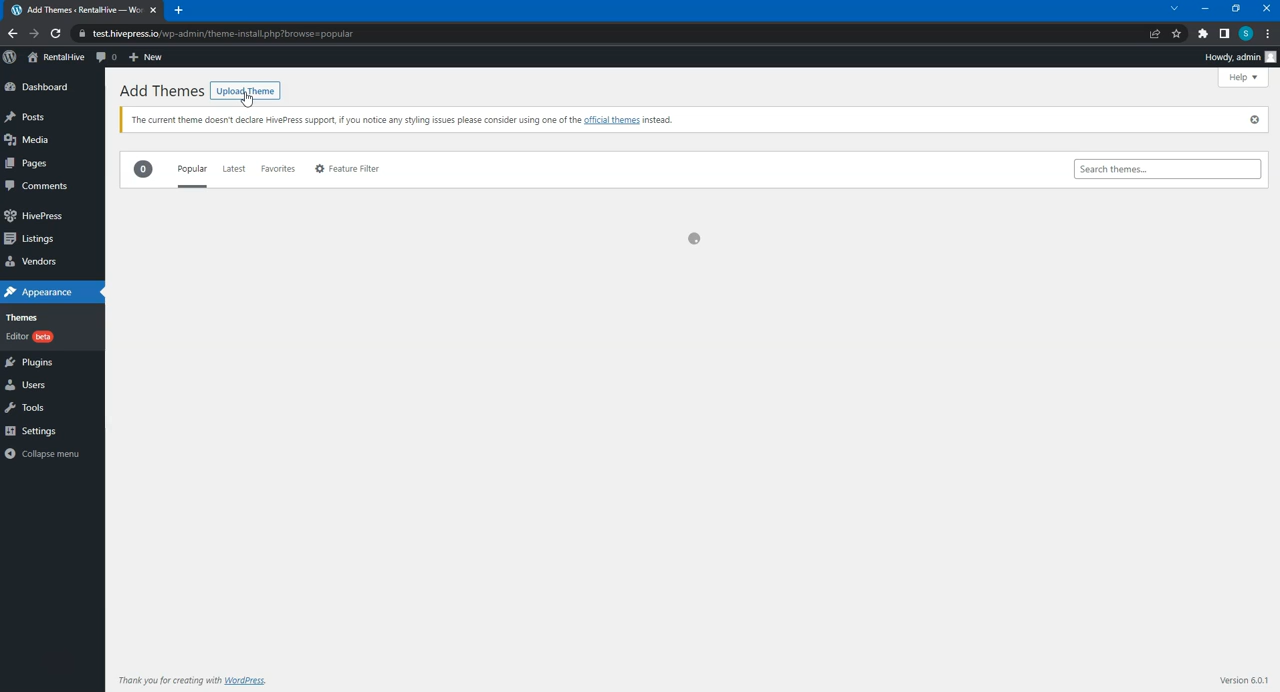 Add Themes ‹ RentalHive — Wo
test.hivepress.io/wp-admin/theme-install.php?browse=popular
RentalHive 0 New
Howdy, admin
Dashboard
Posts
Media
Pages
Comments
HivePress
Listings
Vendors
Appearance
Themes
Editor beta
Plugins
Users
Tools
Settings
Collapse menu
Help
Add Themes Upload Theme
The current theme doesn't declare HivePress support, if you notice any styling issues please consider using one of the official themes instead.
0 Popular Latest Favorites Feature Filter Search themes...
Thank you for creating with WordPress.
Version 6.0.1
S